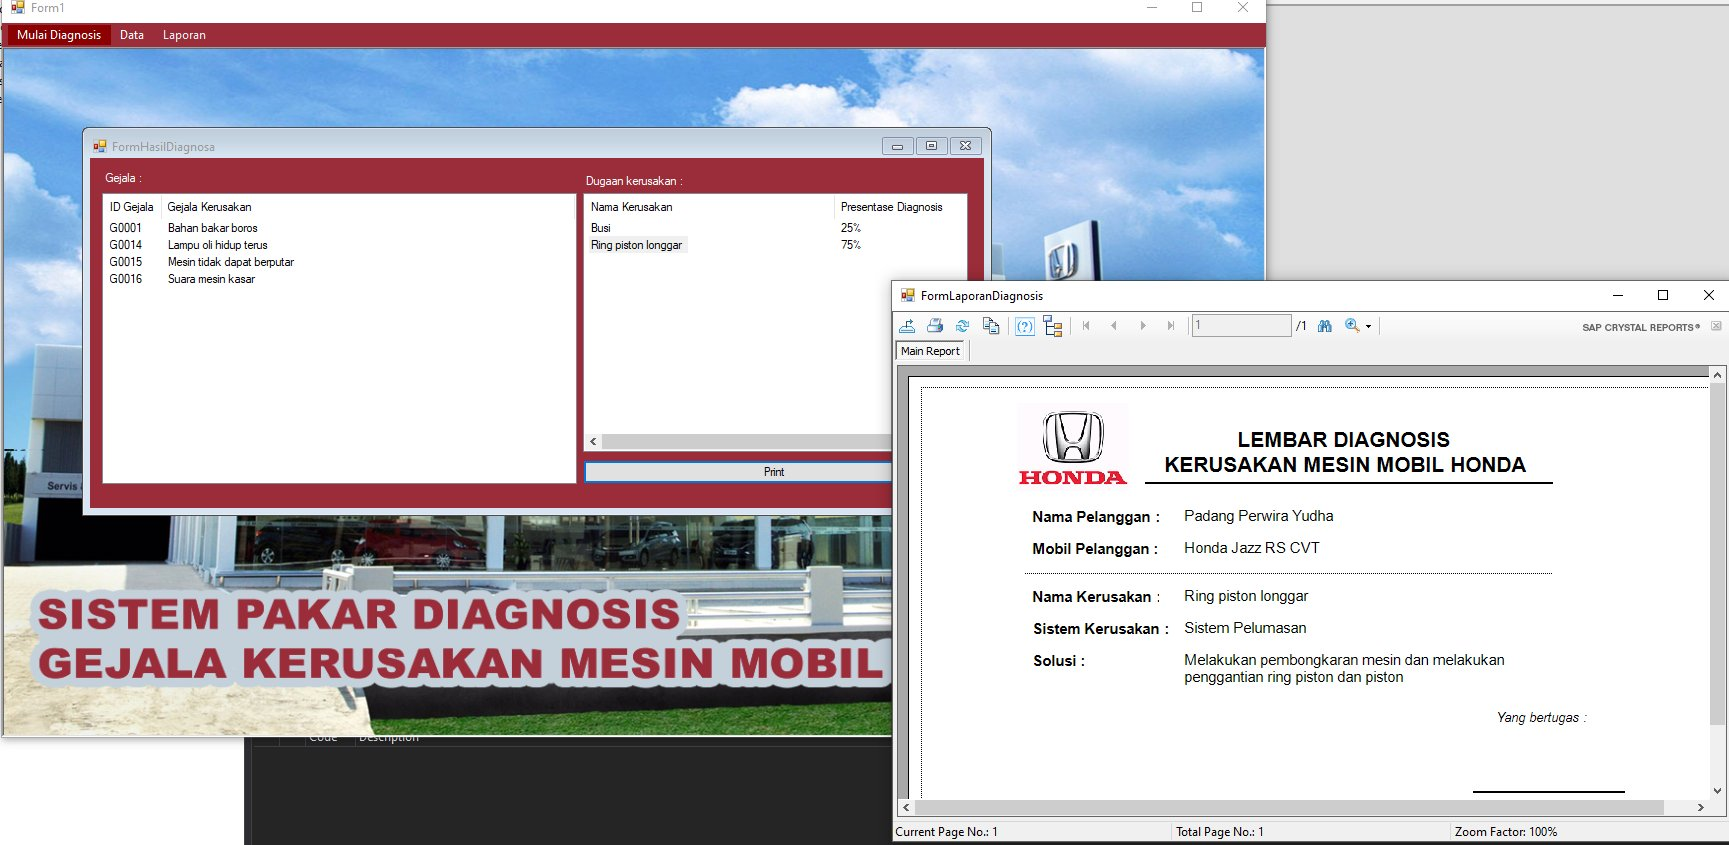 Form1
Mulai Diagnosis Data Laporan
FormHasilDiagnosa
Gejala :
ID Gejala Gejala Kerusakan
G0001 Bahan bakar boros
G0014 Lampu oli hidup terus
G0015 Mesin tidak dapat berputar
G0016 Suara mesin kasar
Dugaan kerusakan :
Nama Kerusakan Presentase Diagnosis
Busi 25%
Ring piston longgar 75%
Print
Servis
SISTEM PAKAR DIAGNOSIS
GEJALA KERUSAKAN MESIN MOBIL
Code Description
FormLaporanDiagnosis
1 /1 SAP CRYSTAL REPORTS®
Main Report
HONDA
LEMBAR DIAGNOSIS
KERUSAKAN MESIN MOBIL HONDA
Nama Pelanggan : Padang Perwira Yudha
Mobil Pelanggan : Honda Jazz RS CVT
Nama Kerusakan : Ring piston longgar
Sistem Kerusakan : Sistem Pelumasan
Solusi : Melakukan pembongkaran mesin dan melakukan
penggantian ring piston dan piston
Yang bertugas :
Current Page No.: 1 Total Page No.: 1 Zoom Factor: 100%